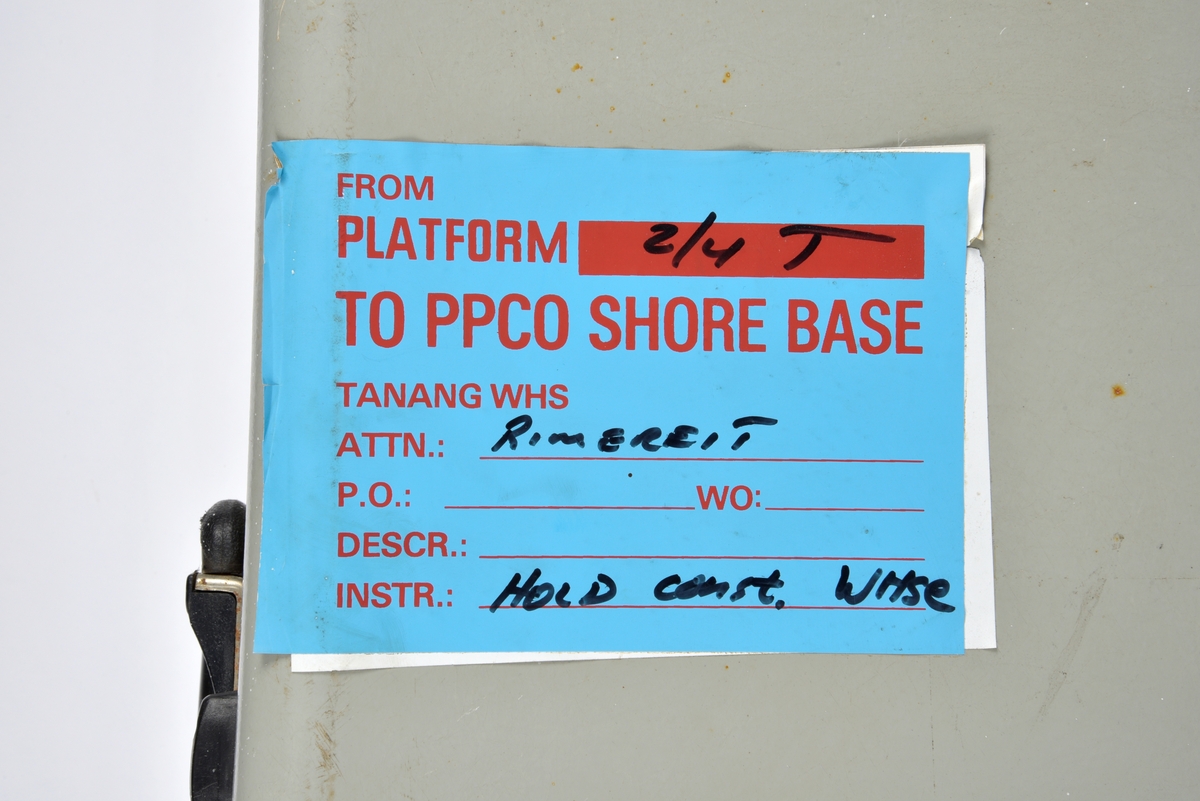 FROM
PLATFORM 2/4 T
TO PPCO SHORE BASE
TANANG WHS
ATTN.: RIMEREIT
P.O.: WO:
DESCR.:
INSTR.: HOLD const. WHse